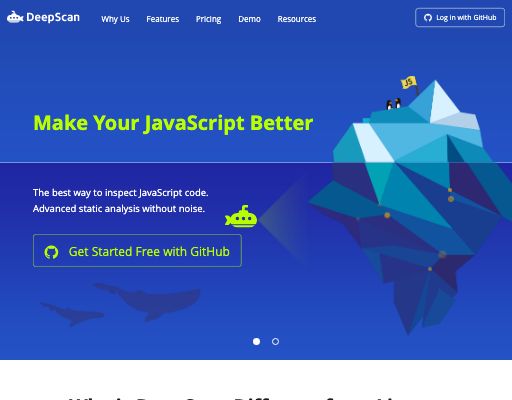 DeepScan
Why Us
Features
Pricing
Demo
Resources
Log in with GitHub
JS
Make Your JavaScript Better
The best way to inspect JavaScript code.
Advanced static analysis without noise.
Get Started Free with GitHub